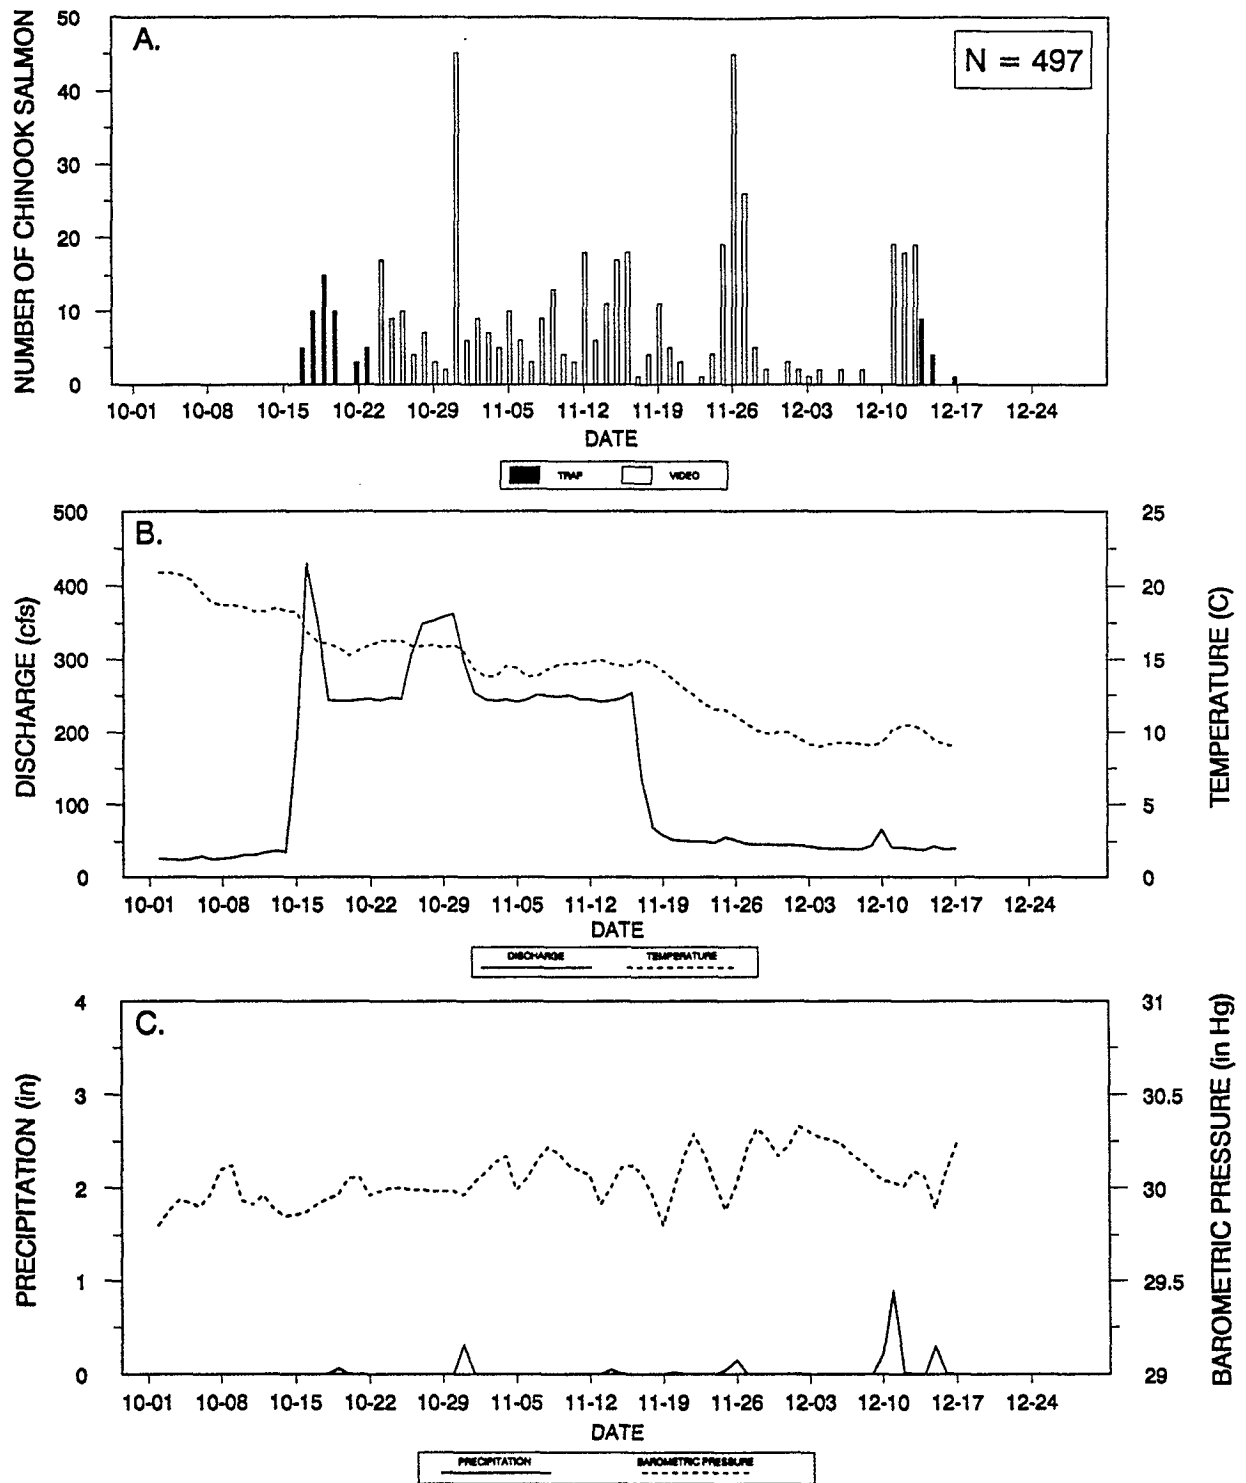 A.
N = 497
NUMBER OF CHINOOK SALMON
50
40
30
20
10
0
10-01 10-08 10-15 10-22 10-29 11-05 11-12 11-19 11-26 12-03 12-10 12-17 12-24
DATE
TRAP VIDEO
B.
DISCHARGE (cfs)
500
400
300
200
100
0
25
20
15
10
5
0
TEMPERATURE (C)
10-01 10-08 10-15 10-22 10-29 11-05 11-12 11-19 11-26 12-03 12-10 12-17 12-24
DATE
DISCHARGE TEMPERATURE
C.
PRECIPITATION (in)
4
3
2
1
0
31
30.5
30
29.5
29
BAROMETRIC PRESSURE (in Hg)
10-01 10-08 10-15 10-22 10-29 11-05 11-12 11-19 11-26 12-03 12-10 12-17 12-24
DATE
PRECIPITATION BAROMETRIC PRESSURE